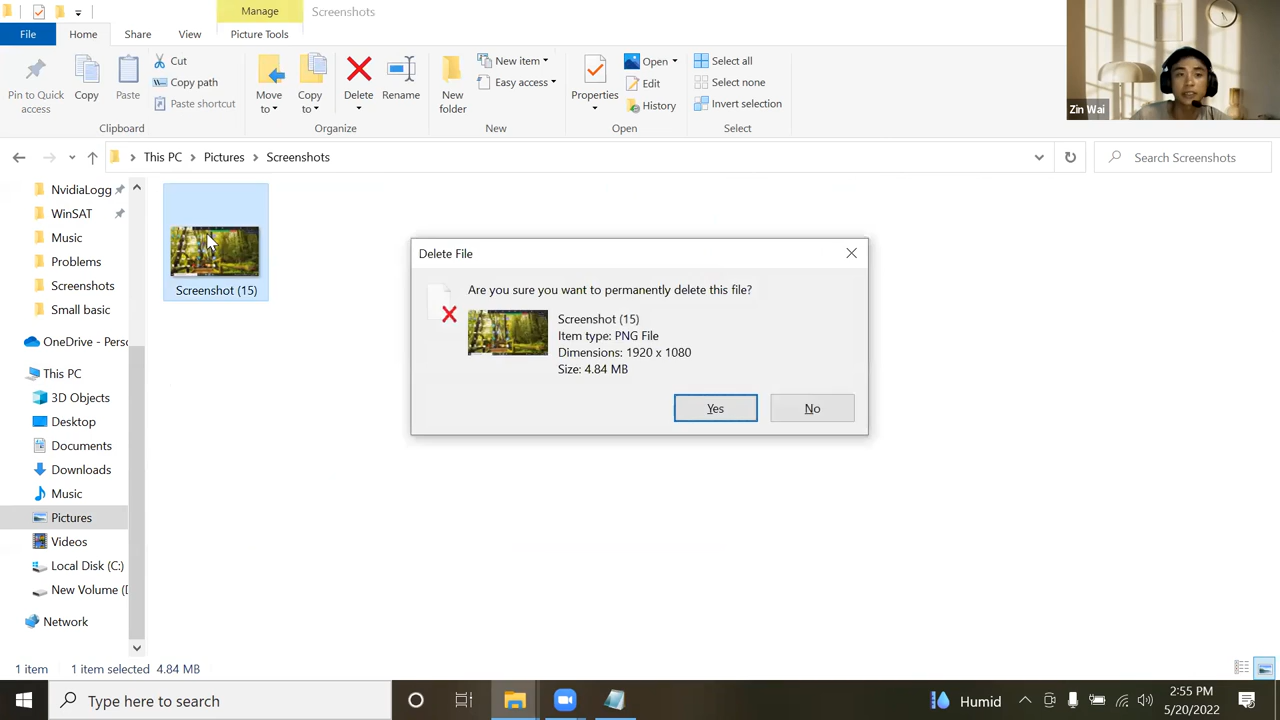 Manage
Screenshots
File
Home
Share
View
Picture Tools
Pin to Quick access
Copy
Paste
Cut
Copy path
Paste shortcut
Clipboard
Move to
Copy to
Delete
Rename
Organize
New folder
New item
Easy access
New
Properties
Open
Edit
History
Open
Select all
Select none
Invert selection
Select
Zin Wai
This PC
Pictures
Screenshots
Search Screenshots
NvidiaLogg
WinSAT
Music
Problems
Screenshots
Small basic
OneDrive - Perso
This PC
3D Objects
Desktop
Documents
Downloads
Music
Pictures
Videos
Local Disk (C:)
New Volume (D
Network
Screenshot (15)
Delete File
Are you sure you want to permanently delete this file?
Screenshot (15)
Item type: PNG File
Dimensions: 1920 x 1080
Size: 4.84 MB
Yes
No
1 item
1 item selected 4.84 MB
Type here to search
Humid
2:55 PM
5/20/2022